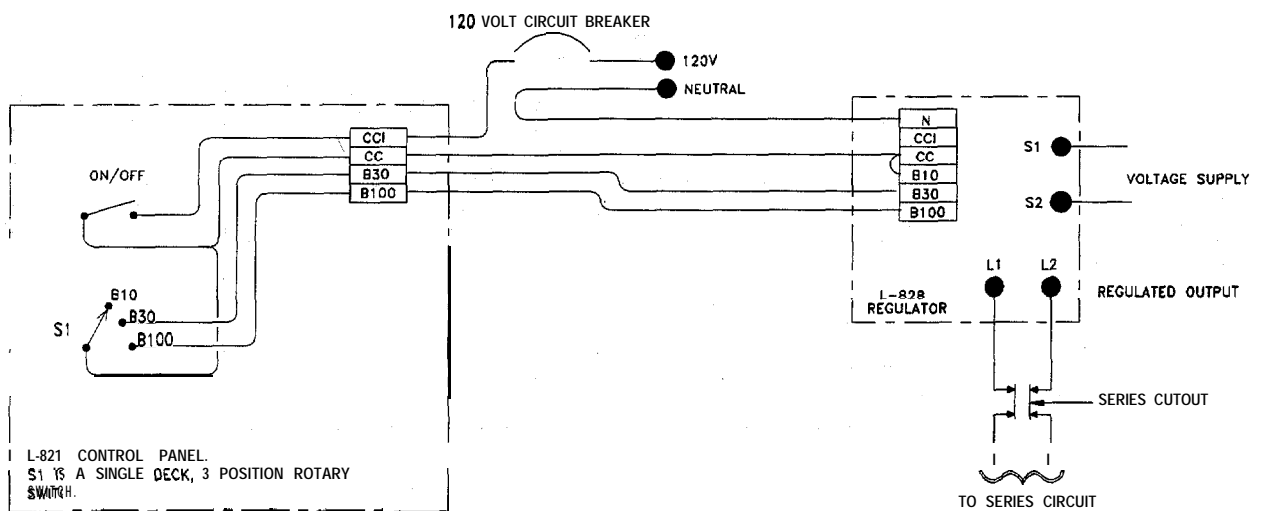 120 VOLT CIRCUIT BREAKER
120V
NEUTRAL
CCI
CC
B30
B100
N
CCI
CC
B10
B30
B100
S1
S2
VOLTAGE SUPPLY
ON/OFF
L1
L2
REGULATED OUTPUT
L-828
REGULATOR
B10
B30
B100
S1
SERIES CUTOUT
L-821 CONTROL PANEL.
S1 IS A SINGLE DECK, 3 POSITION ROTARY
SWITCH.
TO SERIES CIRCUIT